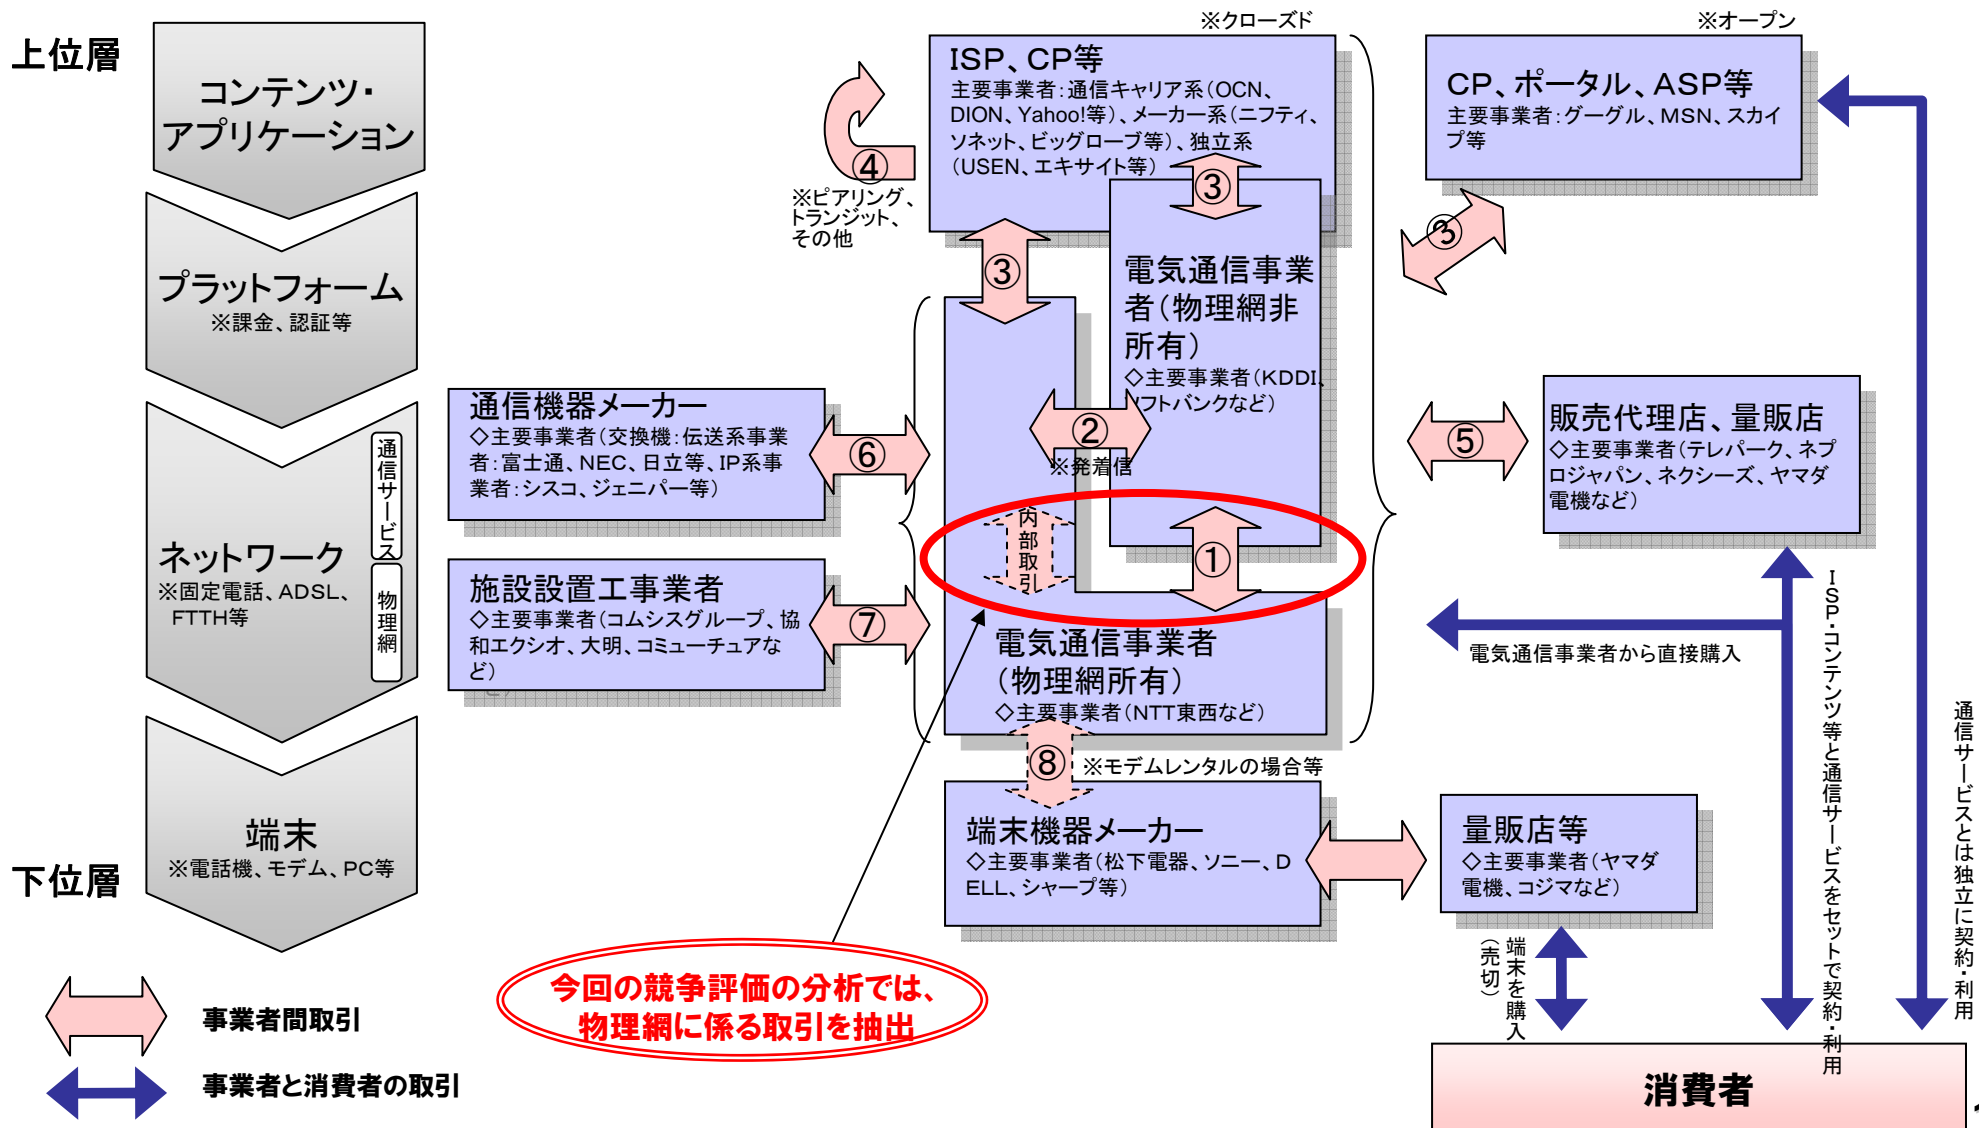 上位層
コンテンツ・
アプリケーション
プラットフォーム
※課金、認証等
ネットワーク
※固定電話、ADSL、
FTTH等
通信サービス
物理網
端末
※電話機、モデム、PC等
下位層
※クローズド
ISP、CP等
主要事業者:通信キャリア系(OCN、
DION、Yahoo!等)、メーカー系(ニフティ、
ソネット、ビッグローブ等)、独立系
(USEN、エキサイト等)
③
④
※ピアリング、
トランジット、
その他
※オープン
CP、ポータル、ASP等
主要事業者:グーグル、MSN、スカイ
プ等
③
③
電気通信事業
者(物理網非
所有)
◇主要事業者(KDDI、
ソフトバンクなど)
②
※発着信
通信機器メーカー
◇主要事業者(交換機:伝送系事業
者:富士通、NEC、日立等、IP系事
業者:シスコ、ジェニパー等)
⑥
⑤
販売代理店、量販店
◇主要事業者(テレパーク、ネプ
ロジャパン、ネクシーズ、ヤマダ
電機など)
内部取引
①
施設設置工事業者
◇主要事業者(コムシスグループ、協
和エクシオ、大明、コミューチュアな
ど)
⑦
電気通信事業者
(物理網所有)
◇主要事業者(NTT東西など)
電気通信事業者から直接購入
⑧
※モデムレンタルの場合等
端末機器メーカー
◇主要事業者(松下電器、ソニー、D
ELL、シャープ等)
量販店等
◇主要事業者(ヤマダ
電機、コジマなど)
端末を購入
(売切)
ISP・コンテンツ等と通信サービスをセットで契約・利用
通信サービスとは独立に契約・利用
今回の競争評価の分析では、
物理網に係る取引を抽出
事業者間取引
事業者と消費者の取引
消費者